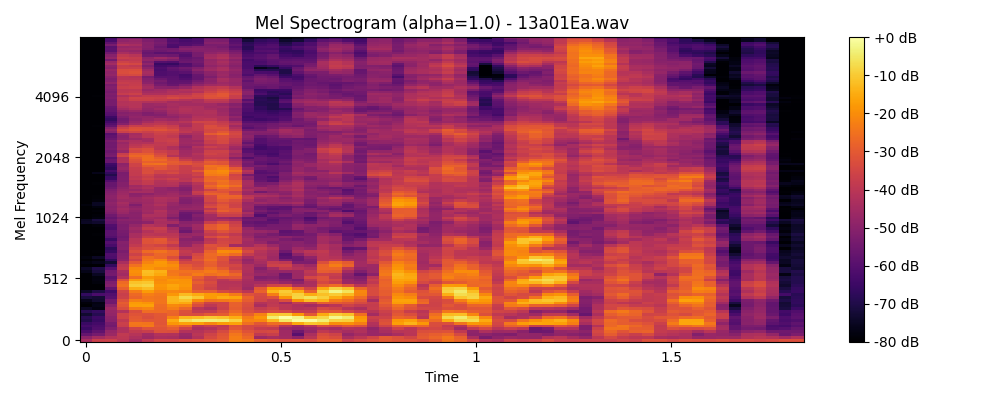 Mel Spectrogram (alpha=1.0) - 13a01Ea.wav
Mel Frequency
4096
2048
1024
512
0
0
0.5
1
1.5
Time
+0 dB
-10 dB
-20 dB
-30 dB
-40 dB
-50 dB
-60 dB
-70 dB
-80 dB